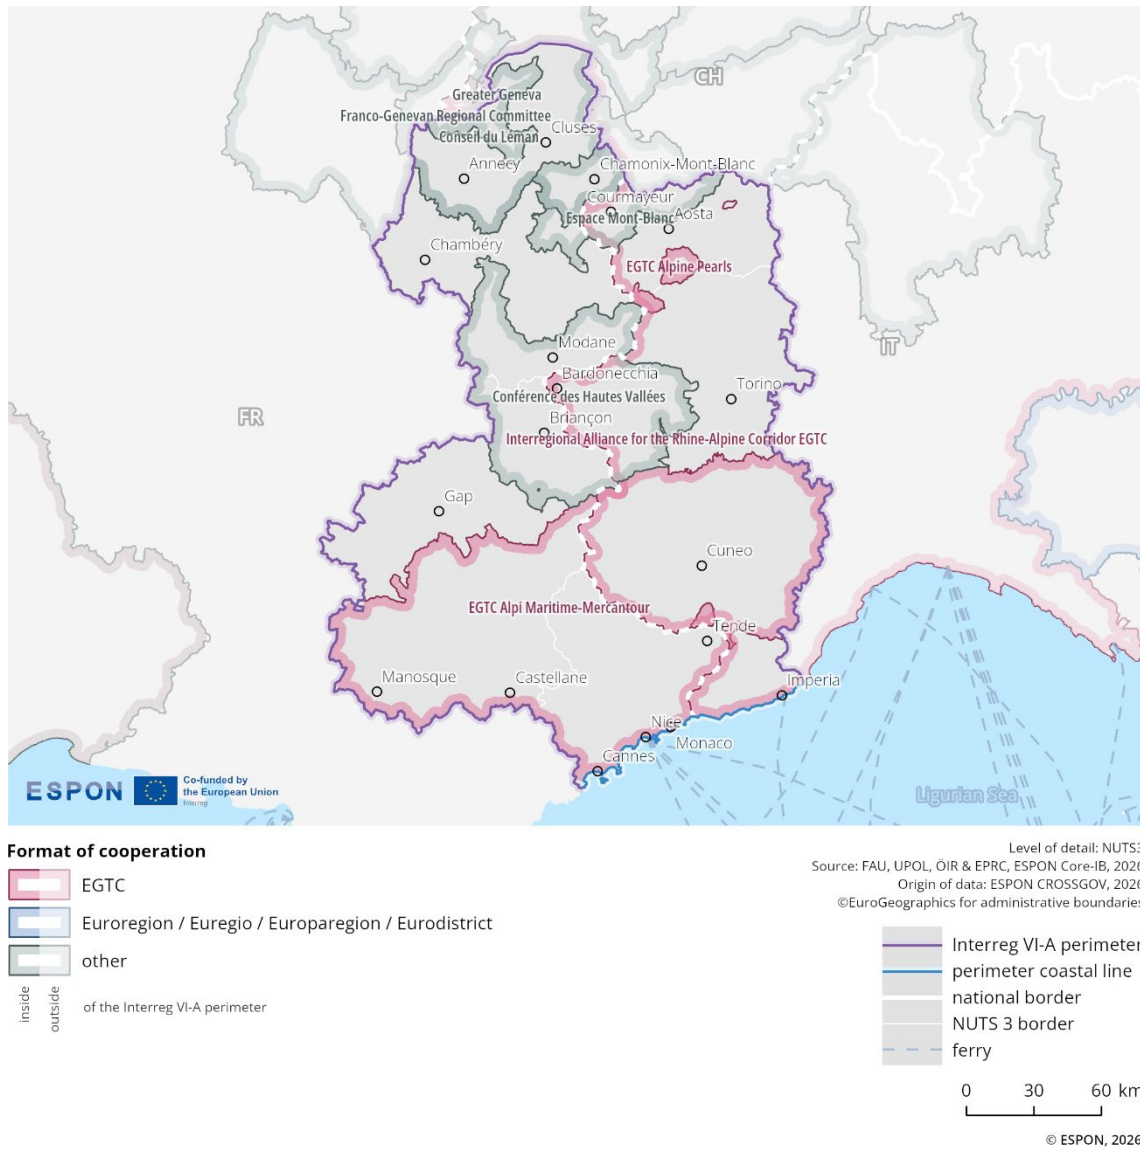 CH
Greater Geneva
Franco-Genevan Regional Committee
Cluses
Conseil du Léman
Annecy
Chamonix-Mont-Blanc
Courmayeur
Espace Mont-Blanc
Aosta
Chambéry
EGTC Alpine Pearls
IT
Modane
Bardonecchia
Torino
Conférence des Hautes Vallées
FR
Briançon
Interregional Alliance for the Rhine-Alpine Corridor EGTC
Gap
Cuneo
EGTC Alpi Maritime-Mercantour
Tende
Manosque
Castellane
Imperia
Nice
Monaco
Cannes
Ligurian Sea
ESPON
Co-funded by
the European Union
Interreg
Format of cooperation
EGTC
Euroregion / Euregio / Europaregion / Eurodistrict
other
inside
outside
of the Interreg VI-A perimeter
Level of detail: NUTS3
Source: FAU, UPOL, ÖIR & EPRC, ESPON Core-IB, 2026
Origin of data: ESPON CROSSGOV, 2026
©EuroGeographics for administrative boundaries
Interreg VI-A perimeter
perimeter coastal line
national border
NUTS 3 border
ferry
0 30 60 km
© ESPON, 2026